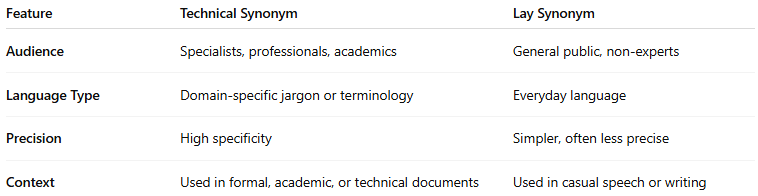 Feature Technical Synonym Lay Synonym
Audience Specialists, professionals, academics General public, non-experts
Language Type Domain-specific jargon or terminology Everyday language
Precision High specificity Simpler, often less precise
Context Used in formal, academic, or technical documents Used in casual speech or writing